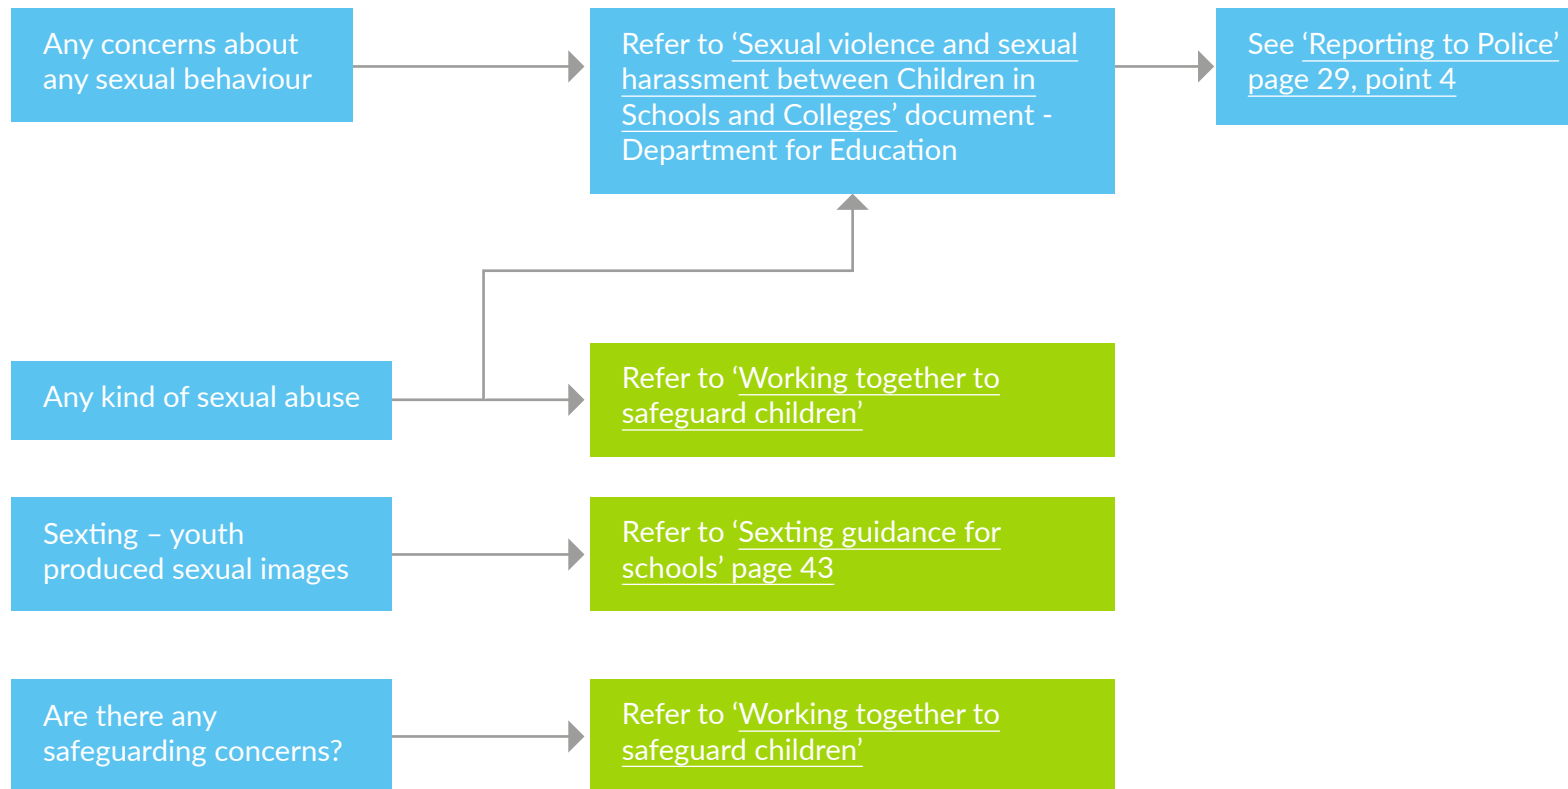 Any concerns about
any sexual behaviour
Refer to ‘Sexual violence and sexual
harassment between Children in
Schools and Colleges’ document -
Department for Education
See ‘Reporting to Police’
page 29, point 4
Any kind of sexual abuse
Refer to ‘Working together to
safeguard children’
Sexting – youth
produced sexual images
Refer to ‘Sexting guidance for
schools’ page 43
Are there any
safeguarding concerns?
Refer to ‘Working together to
safeguard children’